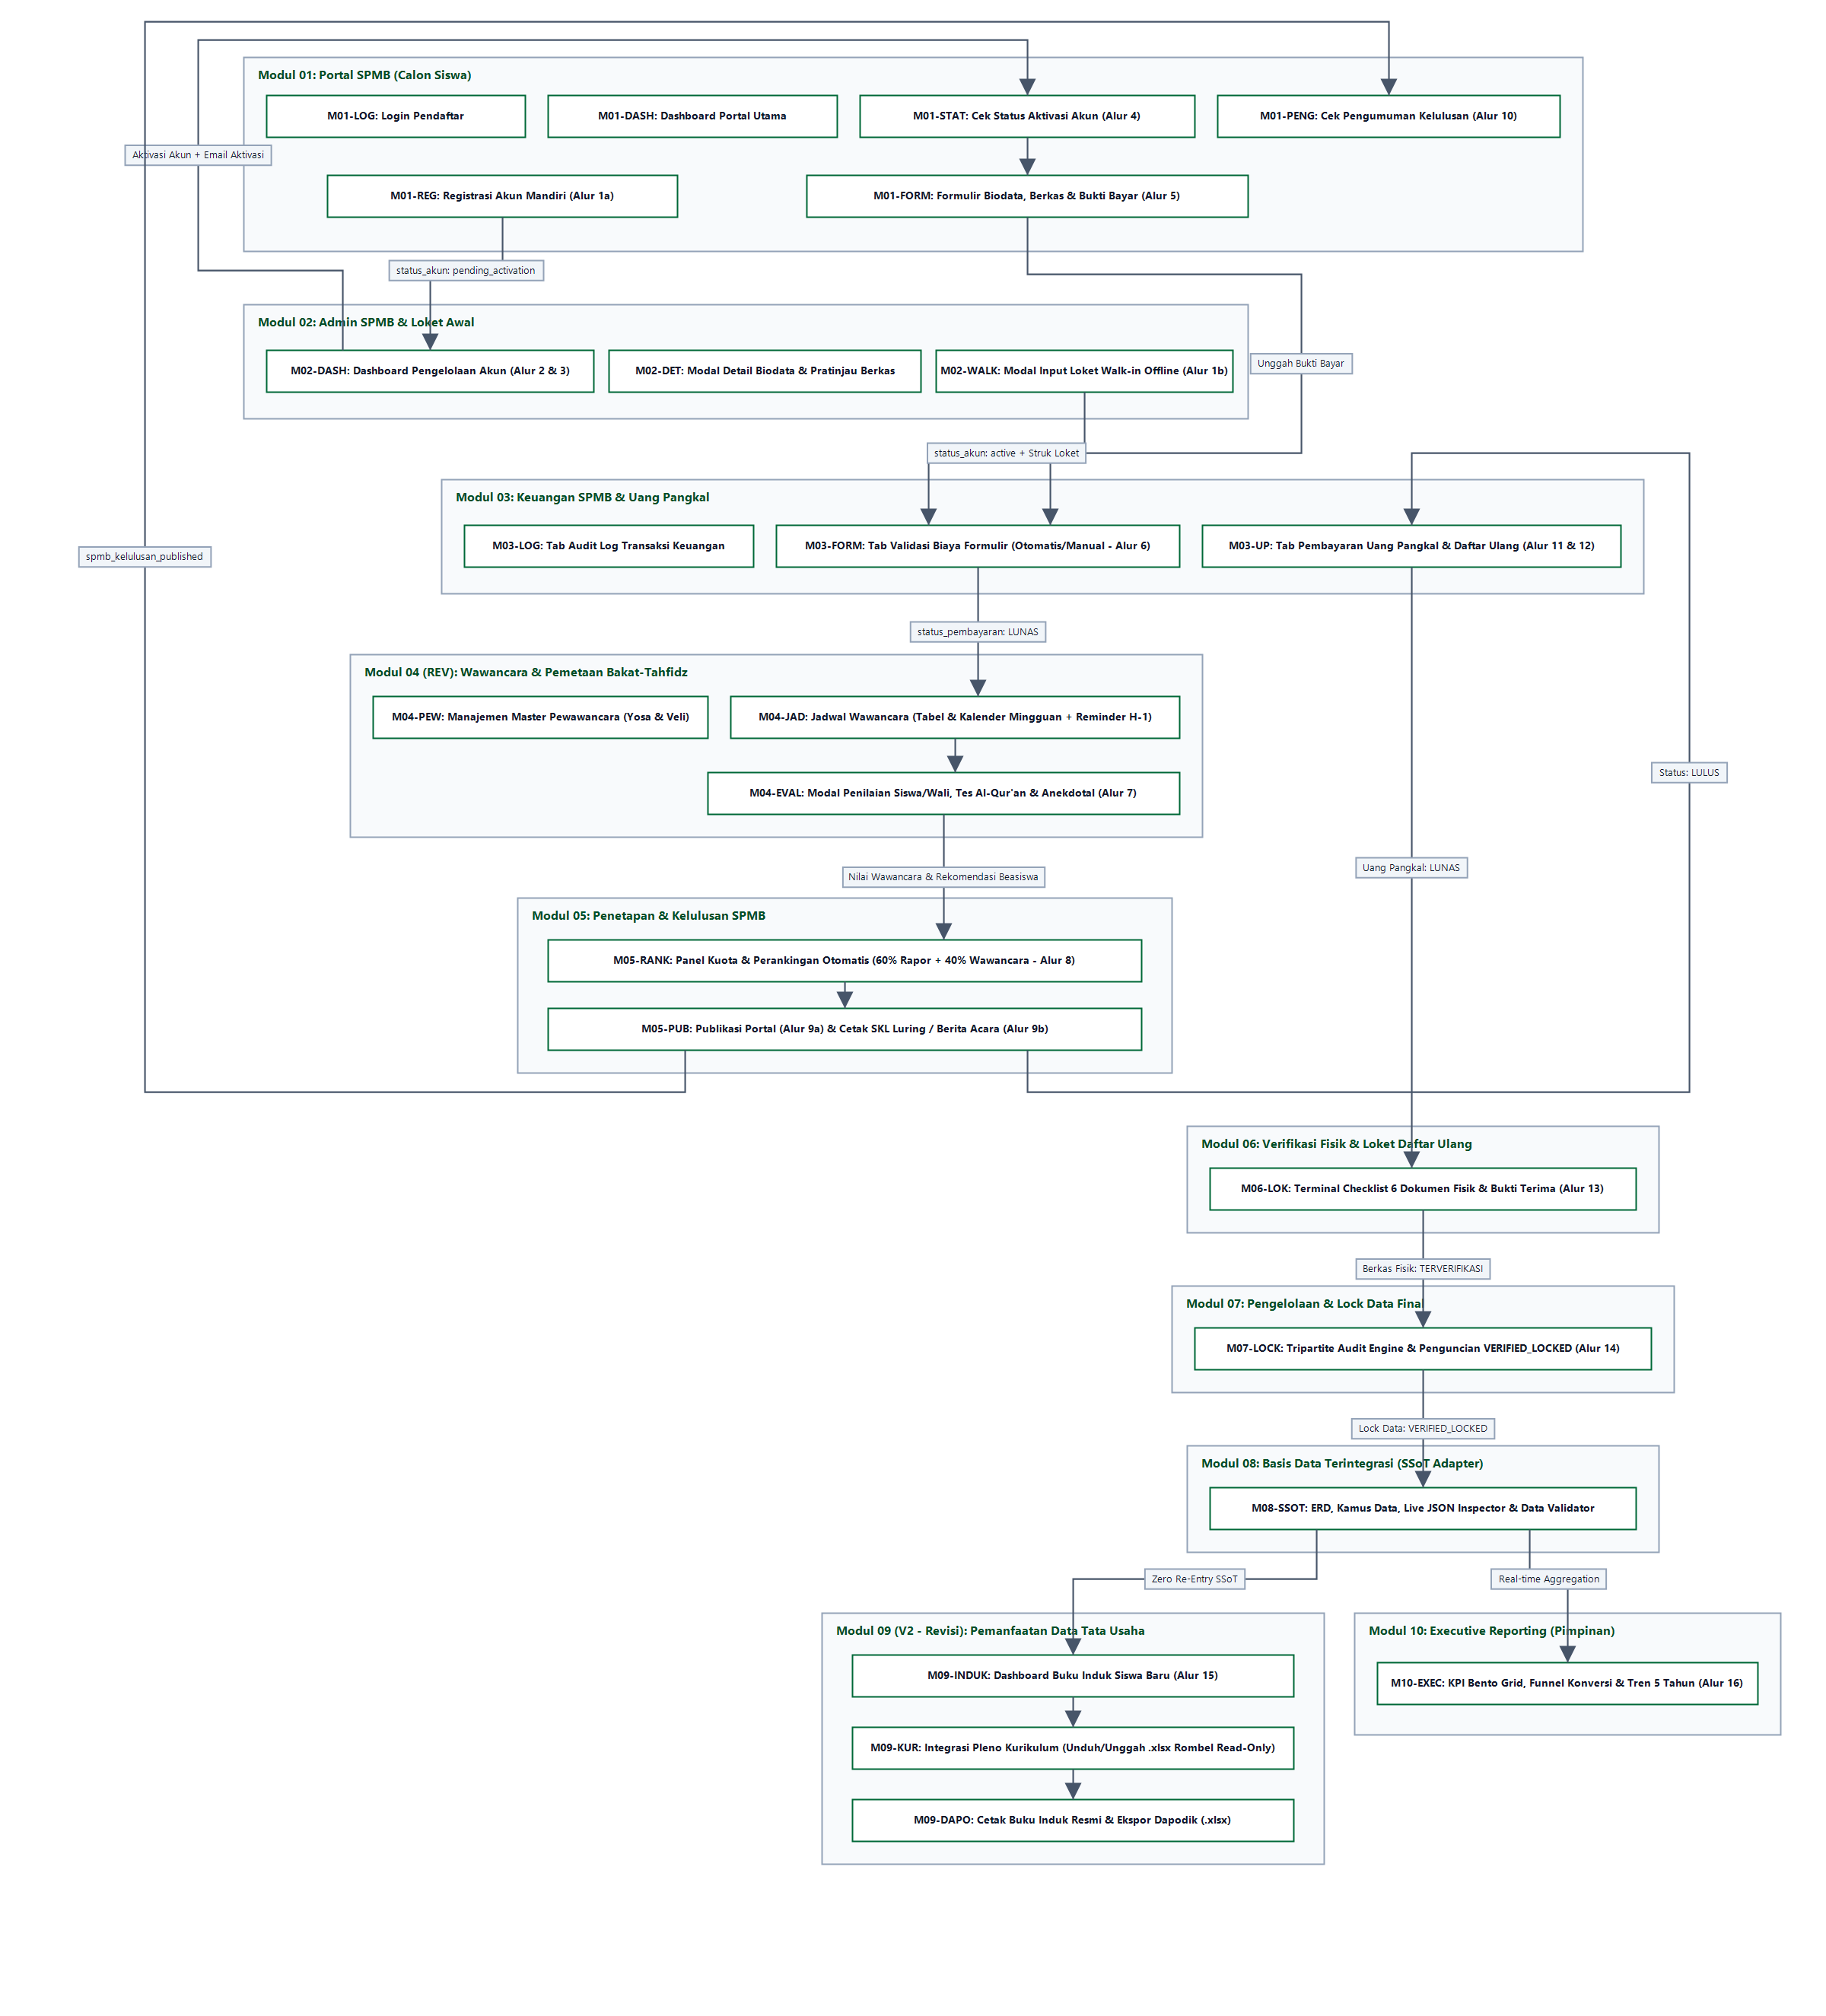 Modul 01: Portal SPMB (Calon Siswa)
M01-LOG: Login Pendaftar
M01-DASH: Dashboard Portal Utama
M01-STAT: Cek Status Aktivasi Akun (Alur 4)
M01-PENG: Cek Pengumuman Kelulusan (Alur 10)
Aktivasi Akun + Email Aktivasi
M01-REG: Registrasi Akun Mandiri (Alur 1a)
M01-FORM: Formulir Biodata, Berkas & Bukti Bayar (Alur 5)
status_akun: pending_activation
Modul 02: Admin SPMB & Loket Awal
M02-DASH: Dashboard Pengelolaan Akun (Alur 2 & 3)
M02-DET: Modal Detail Biodata & Pratinjau Berkas
M02-WALK: Modal Input Loket Walk-in Offline (Alur 1b)
Unggah Bukti Bayar
status_akun: active + Struk Loket
Modul 03: Keuangan SPMB & Uang Pangkal
M03-LOG: Tab Audit Log Transaksi Keuangan
M03-FORM: Tab Validasi Biaya Formulir (Otomatis/Manual - Alur 6)
M03-UP: Tab Pembayaran Uang Pangkal & Daftar Ulang (Alur 11 & 12)
spmb_kelulusan_published
status_pembayaran: LUNAS
Modul 04 (REV): Wawancara & Pemetaan Bakat-Tahfidz
M04-PEW: Manajemen Master Pewawancara (Yosa & Veli)
M04-JAD: Jadwal Wawancara (Tabel & Kalender Mingguan + Reminder H-1)
Status: LULUS
M04-EVAL: Modal Penilaian Siswa/Wali, Tes Al-Qur'an & Anekdotal (Alur 7)
Uang Pangkal: LUNAS
Nilai Wawancara & Rekomendasi Beasiswa
Modul 05: Penetapan & Kelulusan SPMB
M05-RANK: Panel Kuota & Perankingan Otomatis (60% Rapor + 40% Wawancara - Alur 8)
M05-PUB: Publikasi Portal (Alur 9a) & Cetak SKL Luring / Berita Acara (Alur 9b)
Modul 06: Verifikasi Fisik & Loket Daftar Ulang
M06-LOK: Terminal Checklist 6 Dokumen Fisik & Bukti Terima (Alur 13)
Berkas Fisik: TERVERIFIKASI
Modul 07: Pengelolaan & Lock Data Final
M07-LOCK: Tripartite Audit Engine & Penguncian VERIFIED_LOCKED (Alur 14)
Lock Data: VERIFIED_LOCKED
Modul 08: Basis Data Terintegrasi (SSoT Adapter)
M08-SSOT: ERD, Kamus Data, Live JSON Inspector & Data Validator
Zero Re-Entry SSoT
Real-time Aggregation
Modul 09 (V2 - Revisi): Pemanfaatan Data Tata Usaha
Modul 10: Executive Reporting (Pimpinan)
M09-INDUK: Dashboard Buku Induk Siswa Baru (Alur 15)
M10-EXEC: KPI Bento Grid, Funnel Konversi & Tren 5 Tahun (Alur 16)
M09-KUR: Integrasi Pleno Kurikulum (Unduh/Unggah .xlsx Rombel Read-Only)
M09-DAPO: Cetak Buku Induk Resmi & Ekspor Dapodik (.xlsx)